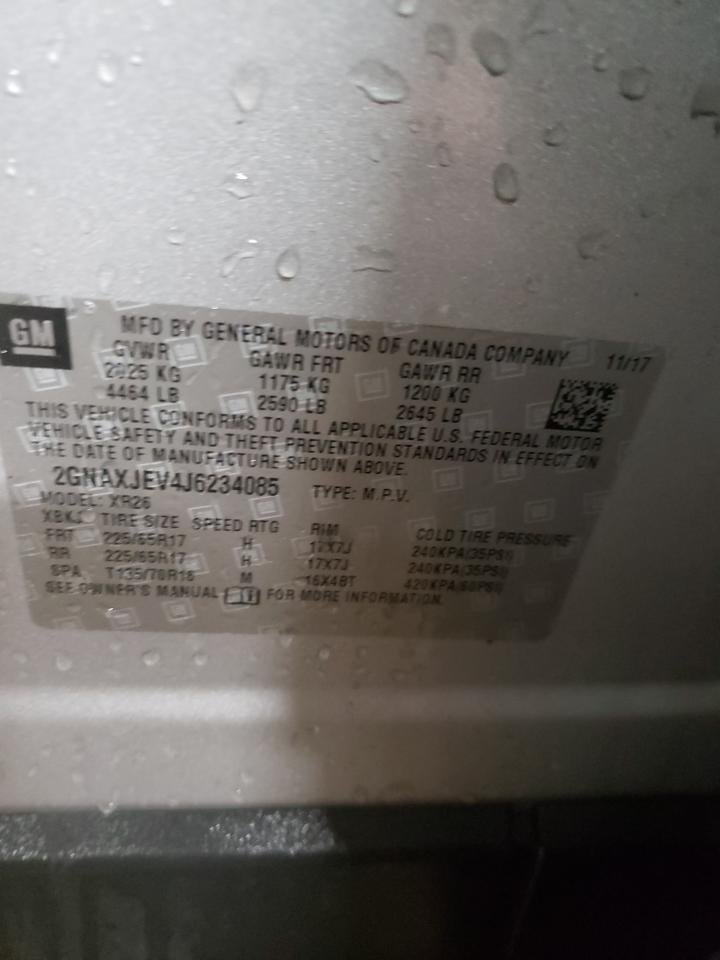 GM
MFD BY GENERAL MOTORS OF CANADA COMPANY 11/17
GVWR GAWR FRT GAWR RR
2025 KG 1175 KG 1200 KG
4464 LB 2590 LB 2645 LB
THIS VEHICLE CONFORMS TO ALL APPLICABLE U.S. FEDERAL MOTOR
VEHICLE SAFETY AND THEFT PREVENTION STANDARDS IN EFFECT ON
THE DATE OF MANUFACTURE SHOWN ABOVE.
2GNAXJEV4J6234085 TYPE: M.P.V.
MODEL: XR26
TIRE SIZE SPEED RTG RIM COLD TIRE PRESSURE
FRT 225/65R17 H 17X7J 240KPA(35PSI)
RR 225/65R17 H 17X7J 240KPA(35PSI)
SPA T135/70R16 M 16X4BT 420KPA(60PSI)
SEE OWNER'S MANUAL FOR MORE INFORMATION.